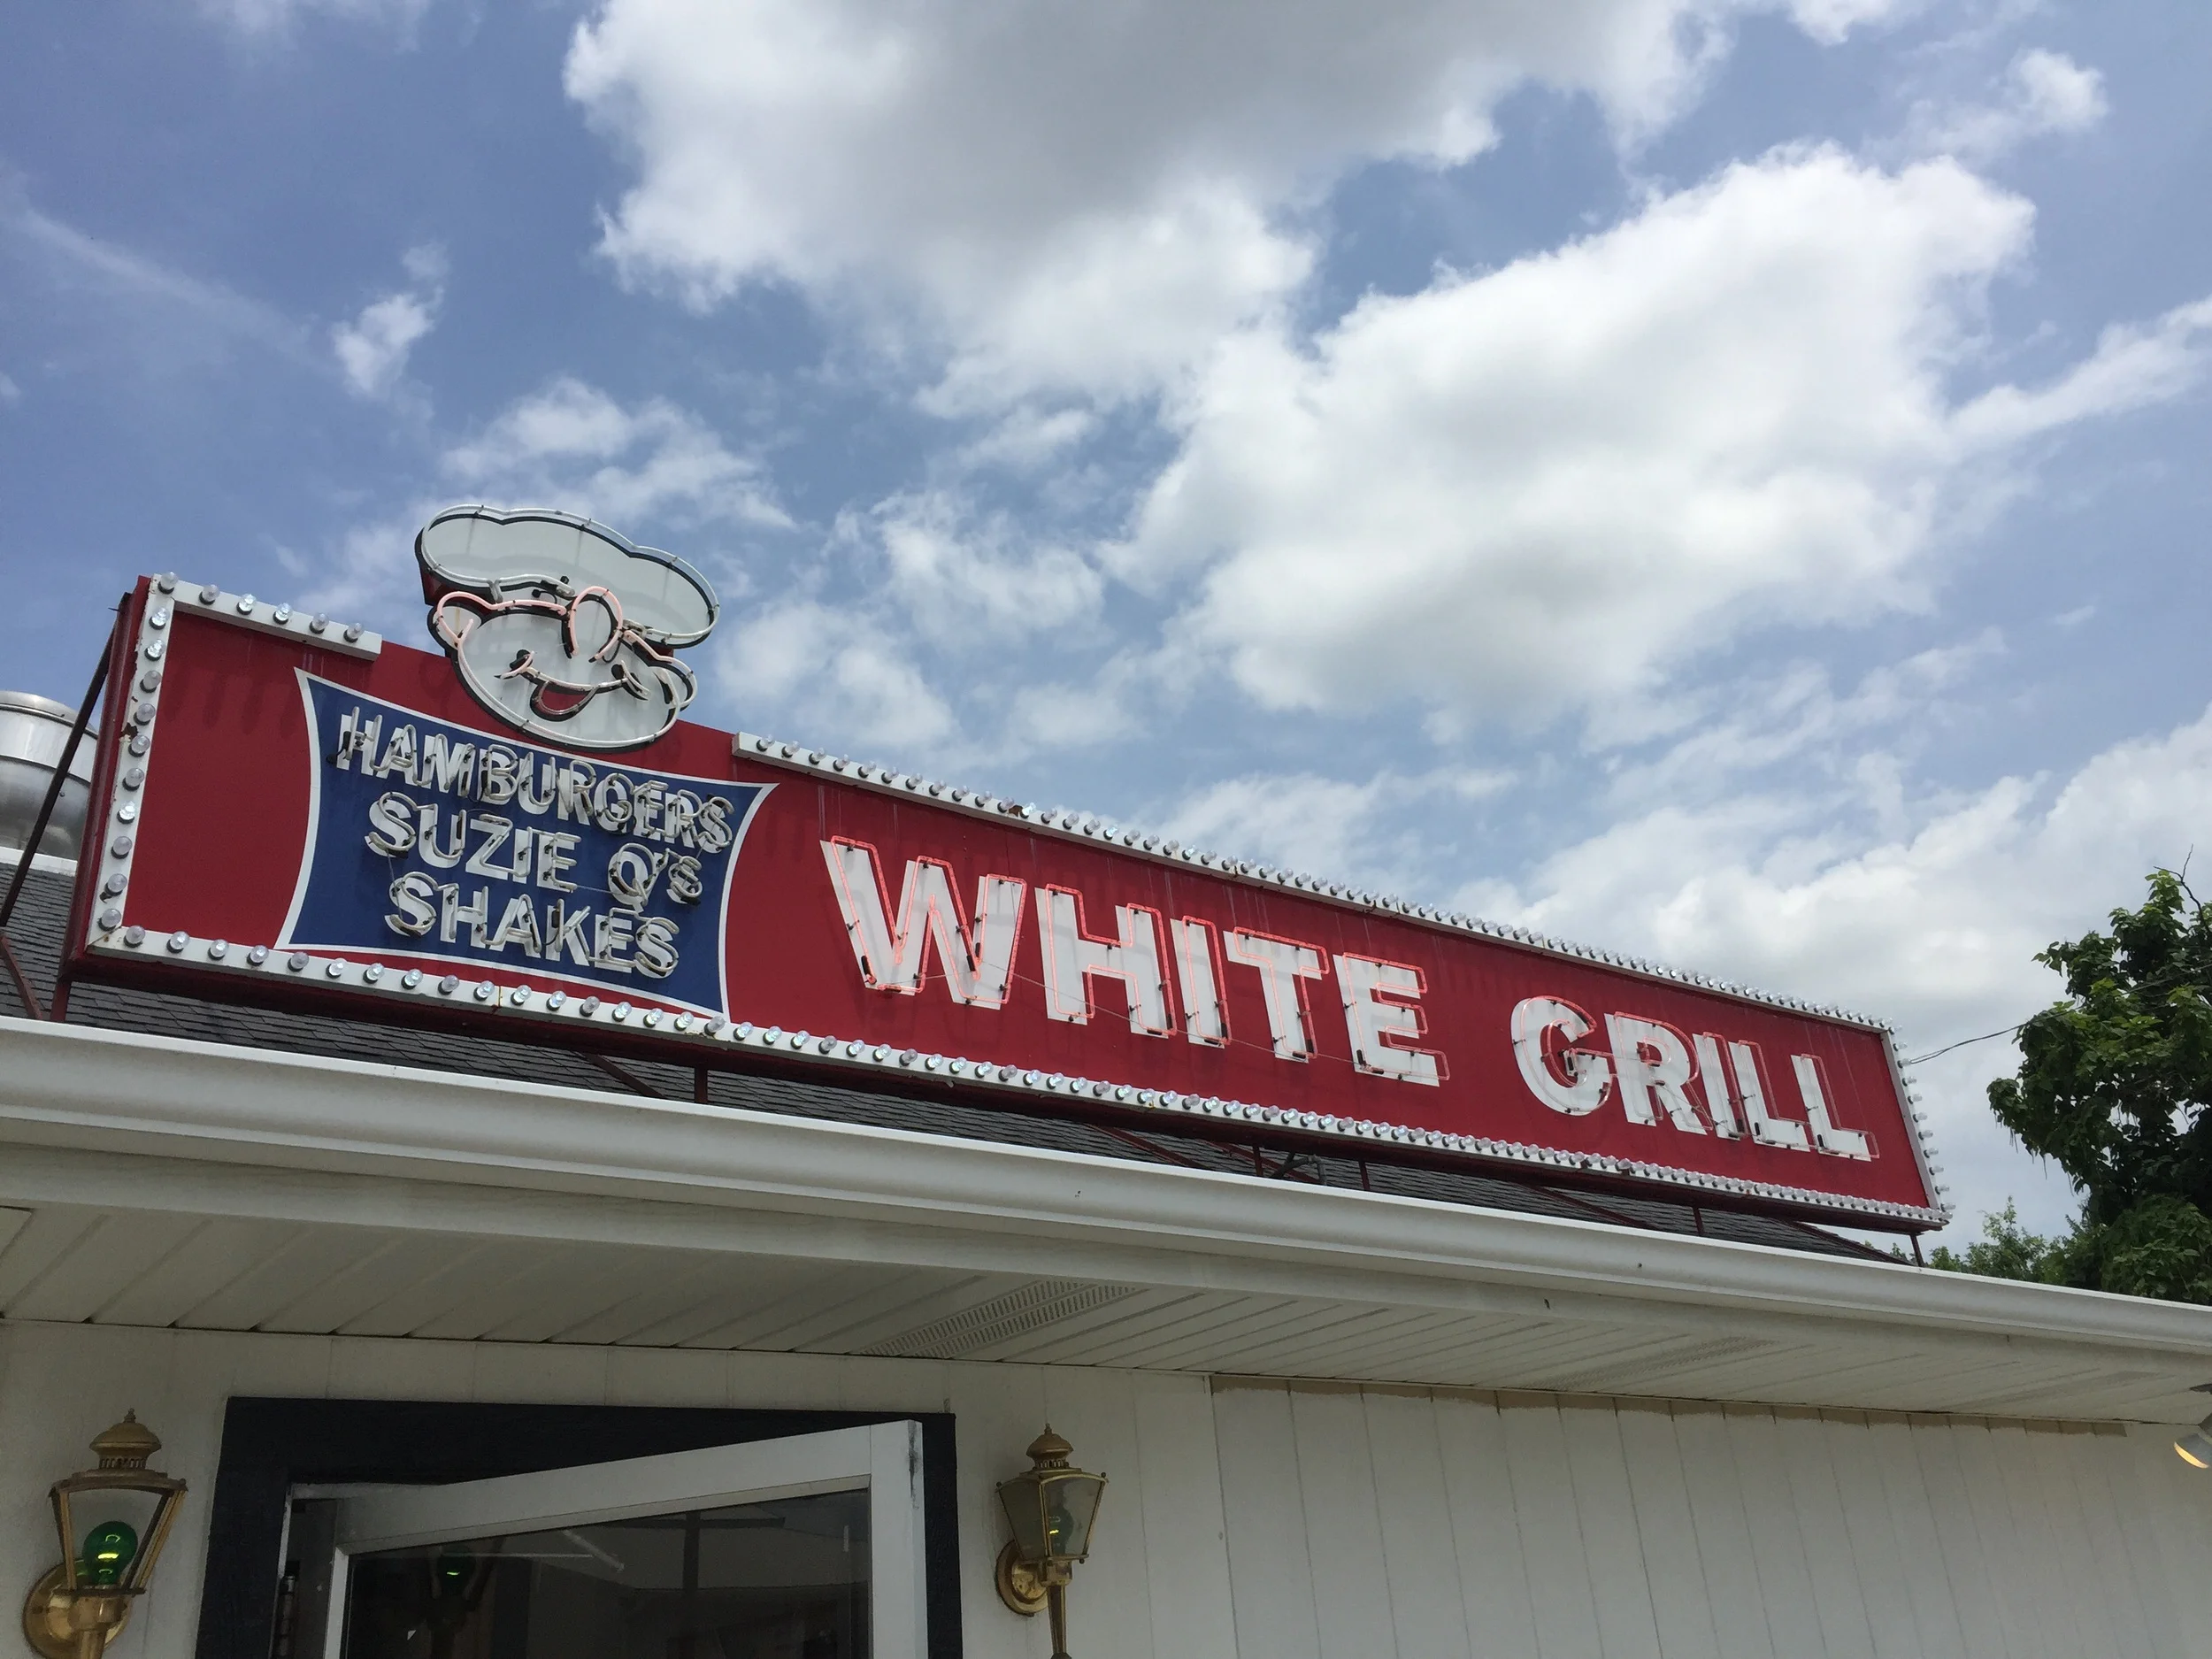 HAMBURGERS
SUZIE Q'S
SHAKES
WHITE GRILL